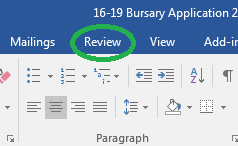 16-19 Bursary Application 2
Mailings Review View Add-in
Paragraph